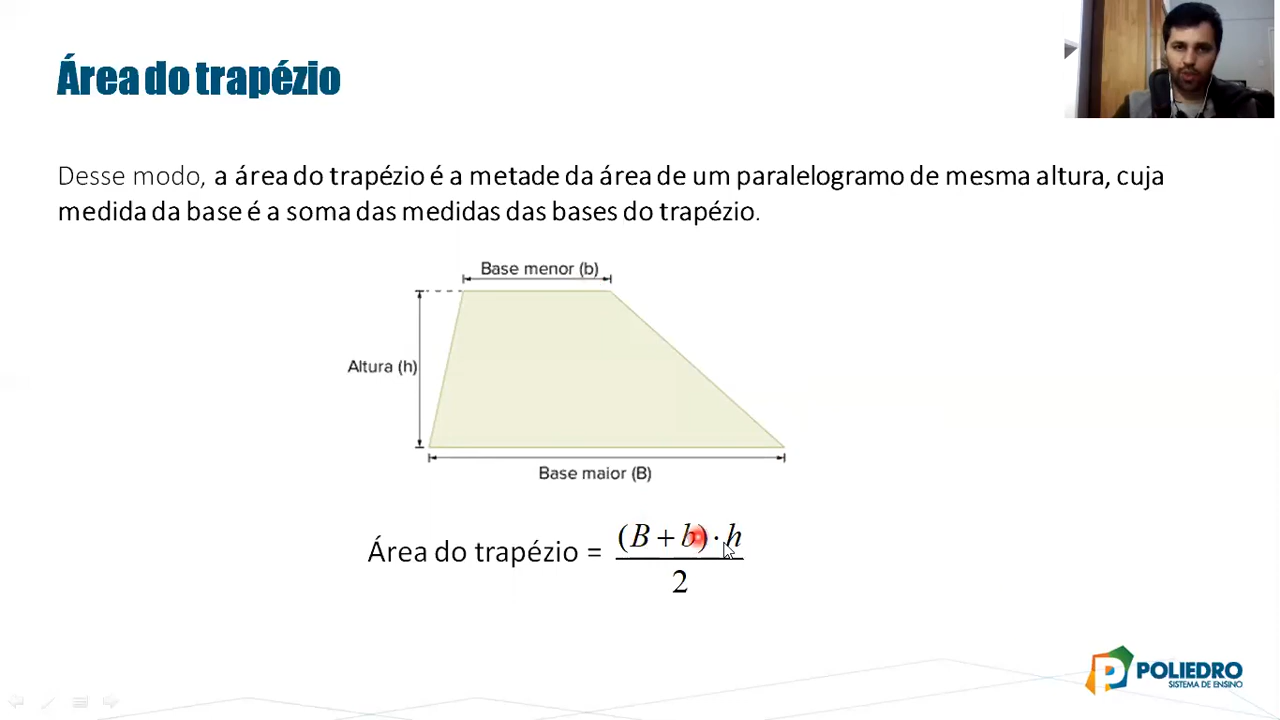 Área do trapézio
Desse modo, a área do trapézio é a metade da área de um paralelogramo de mesma altura, cuja
medida da base é a soma das medidas das bases do trapézio.
Base menor (b)
Altura (h)
Base maior (B)
Área do trapézio = (B + b) · h / 2
POLIEDRO
SISTEMA DE ENSINO